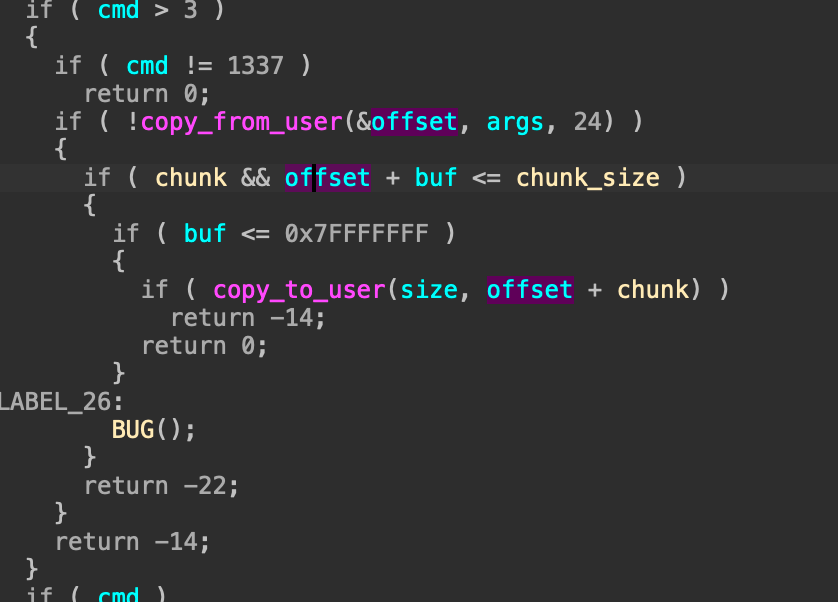 if ( cmd > 3 )
{
if ( cmd != 1337 )
return 0;
if ( !copy_from_user(&offset, args, 24) )
{
if ( chunk && offset + buf <= chunk_size )
{
if ( buf <= 0x7FFFFFFF )
{
if ( copy_to_user(size, offset + chunk) )
return -14;
return 0;
}
LABEL_26:
BUG();
}
return -22;
}
return -14;
}
if ( cmd )